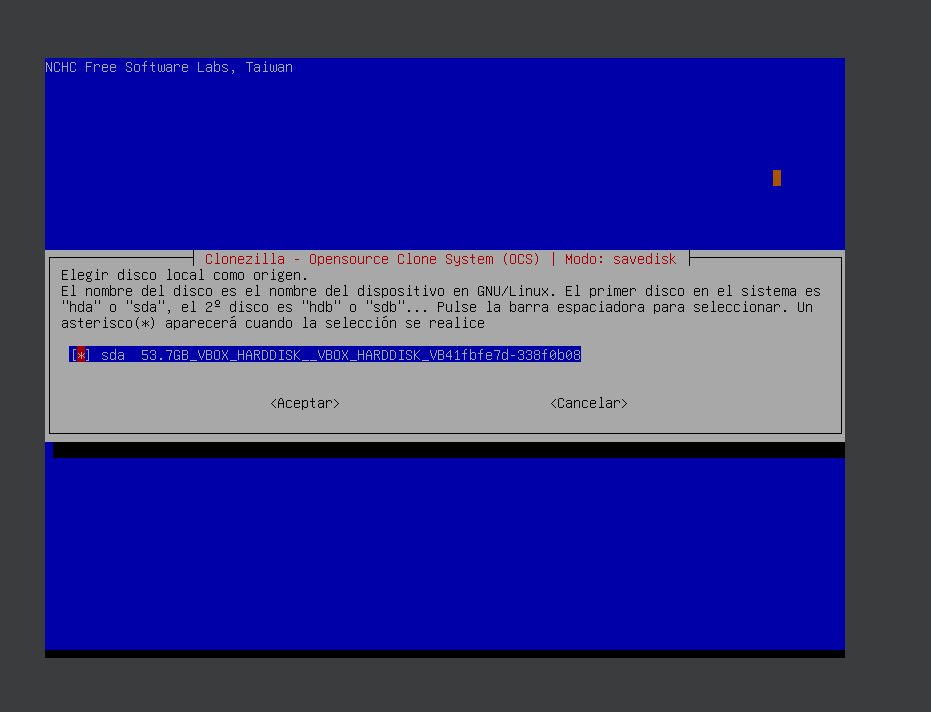 NCHC Free Software Labs, Taiwan
Clonezilla - Opensource Clone System (OCS) | Modo: savedisk
Elegir disco local como origen.
El nombre del disco es el nombre del dispositivo en GNU/Linux. El primer disco en el sistema es
"hda" o "sda", el 2º disco es "hdb" o "sdb"... Pulse la barra espaciadora para seleccionar. Un
asterisco(*) aparecerá cuando la selección se realice
[*] sda 53.7GB_VBOX_HARDDISK__VBOX_HARDDISK_VB41fbfe7d-338f0b08
<Aceptar> <Cancelar>